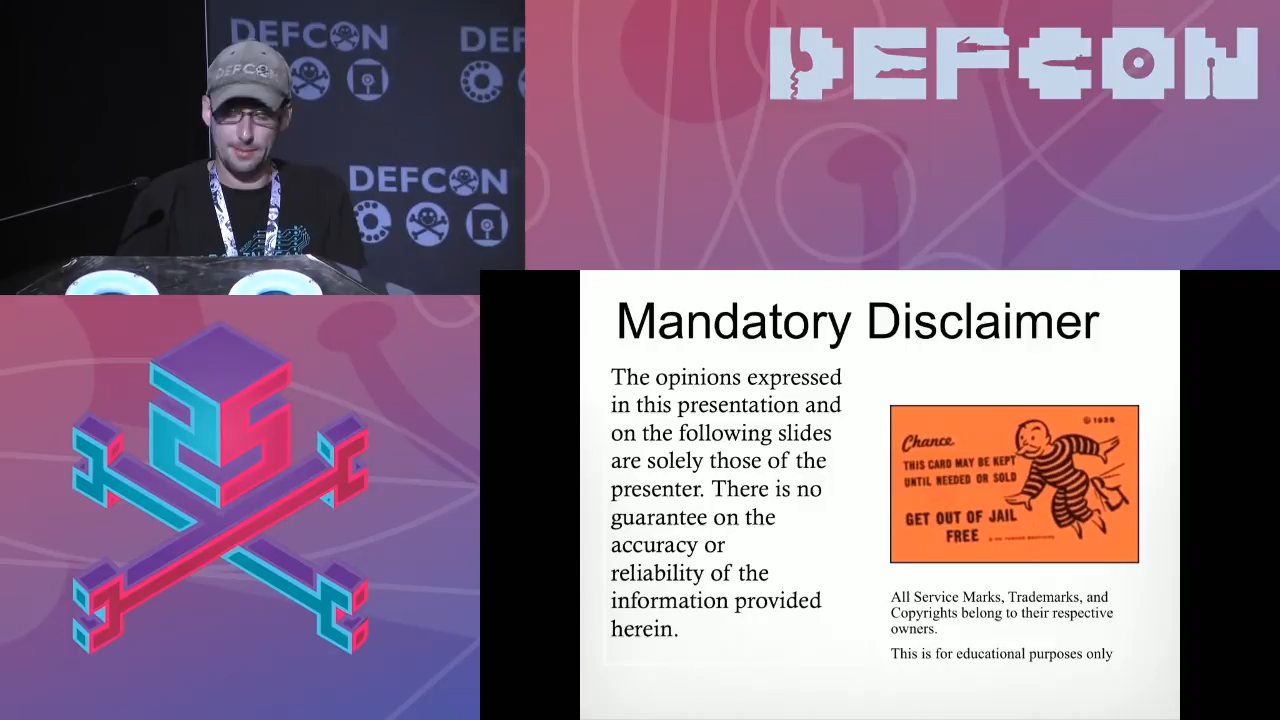 DEFCON
DEF
DEFCON
DEFCON
DEFCON
Mandatory Disclaimer
The opinions expressed
in this presentation and
on the following slides
are solely those of the
presenter. There is no
guarantee on the
accuracy or
reliability of the
information provided
herein.
© 1936
Chance
THIS CARD MAY BE KEPT
UNTIL NEEDED OR SOLD
GET OUT OF JAIL
FREE
All Service Marks, Trademarks, and
Copyrights belong to their respective
owners.
This is for educational purposes only